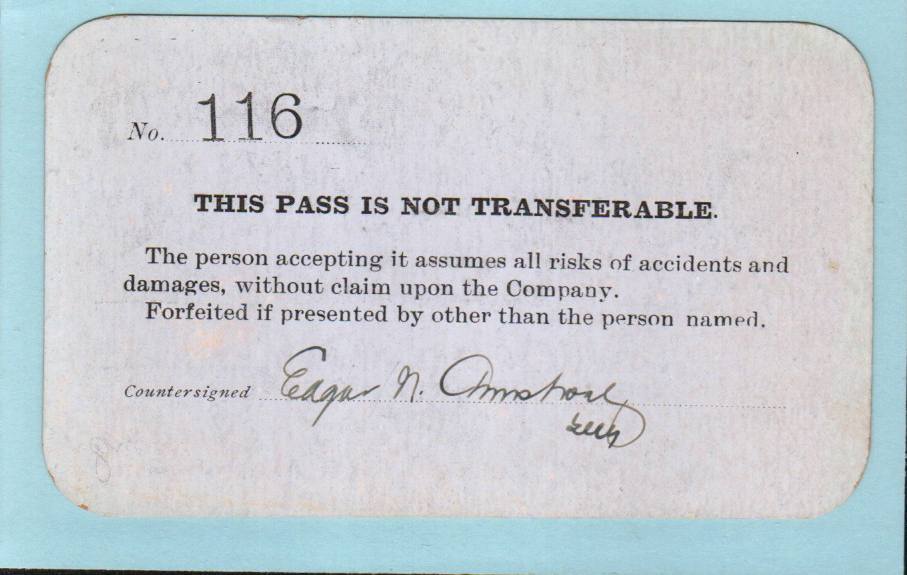 No. 116
THIS PASS IS NOT TRANSFERABLE.
The person accepting it assumes all risks of accidents and
damages, without claim upon the Company.
Forfeited if presented by other than the person named.
Countersigned Edgar N.